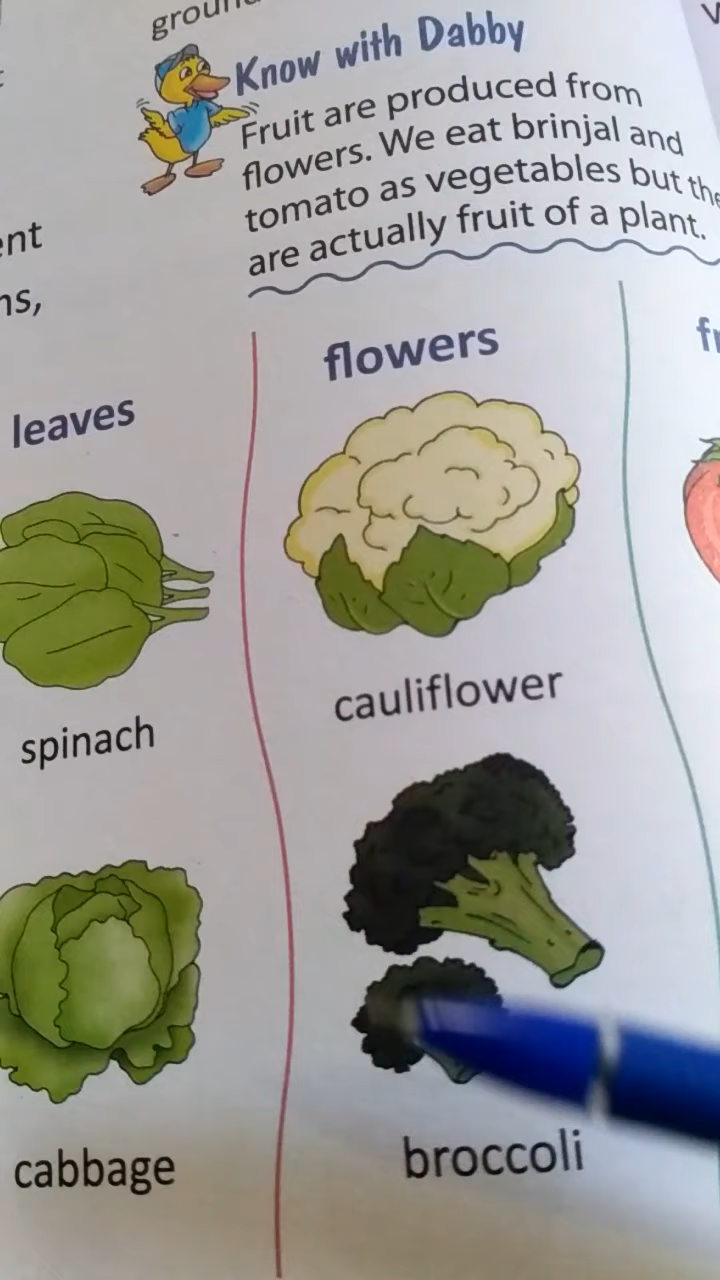 Know with Dabby
Fruit are produced from
flowers. We eat brinjal and
tomato as vegetables but
are actually fruit of a plant.
leaves
spinach
cabbage
flowers
cauliflower
broccoli